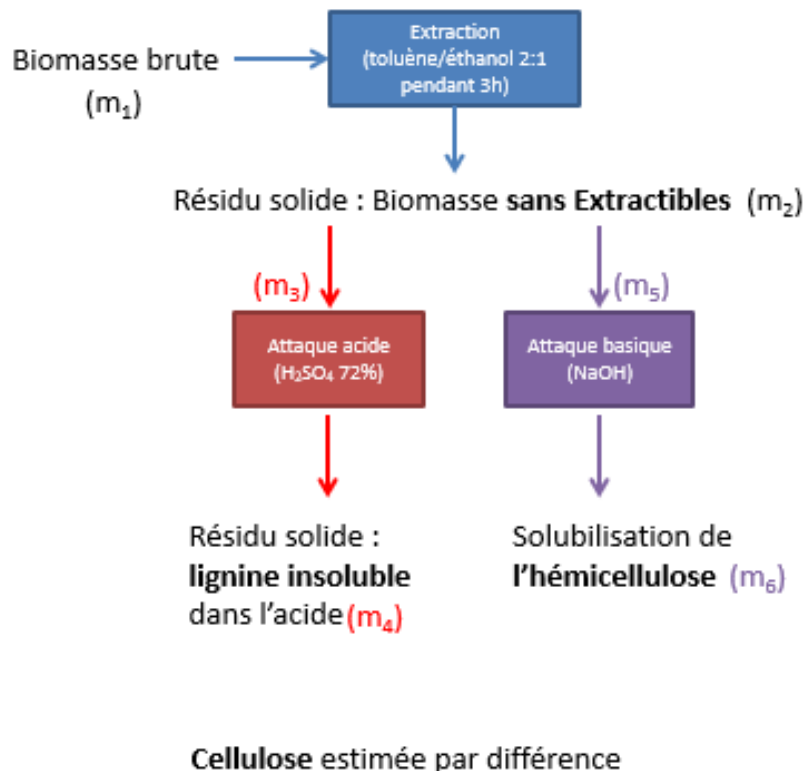 Extraction
(toluène/éthanol 2:1
pendant 3h)
Biomasse brute
(m₁)
Résidu solide : Biomasse sans Extractibles (m₂)
(m₃)
(m₅)
Attaque acide
(H₂SO₄ 72%)
Attaque basique
(NaOH)
Résidu solide :
lignine insoluble
dans l'acide (m₄)
Solubilisation de
l'hémicellulose (m₆)
Cellulose estimée par différence